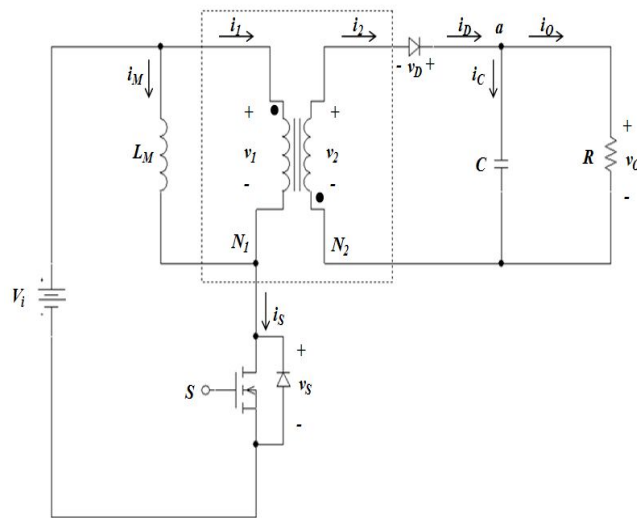 i1 i2 iD a iO
iM - vD + iC
+ + +
LM v1 v2 C R vO
- - -
N1 N2
Vi
iS
+
S vS
-